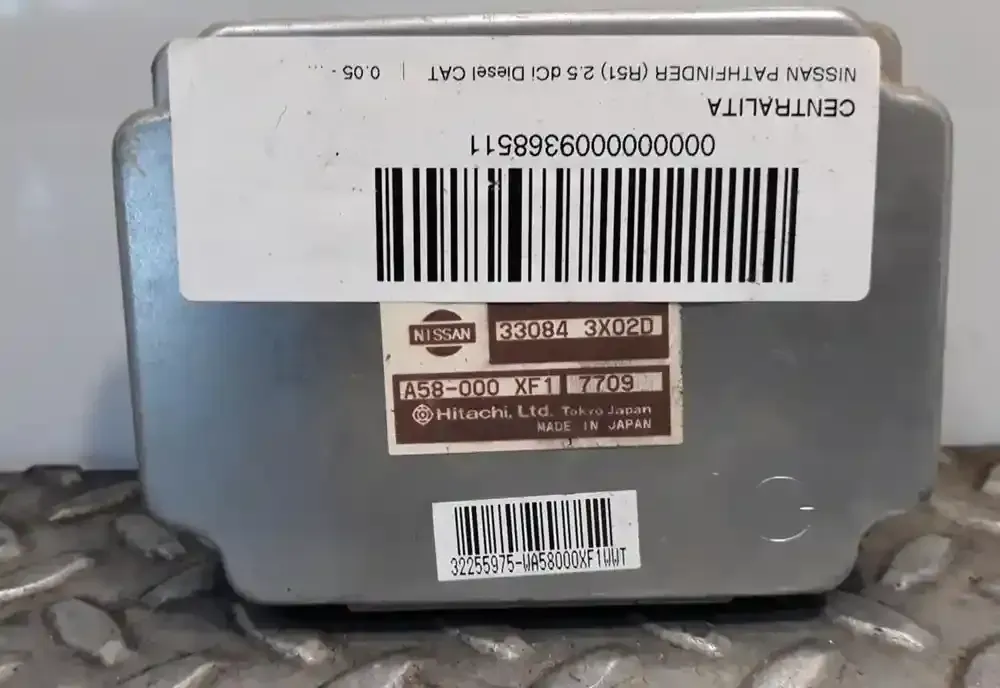 NISSAN PATHFINDER (R51) 2.5 dCi Diesel CAT | 0.05 - ...
CENTRALITA
0000000009368511
NISSAN
33084 3X02D
A58-000 XF1 7709
Hitachi, Ltd. Tokyo Japan
MADE IN JAPAN
32255975-WA58000XF1WWT